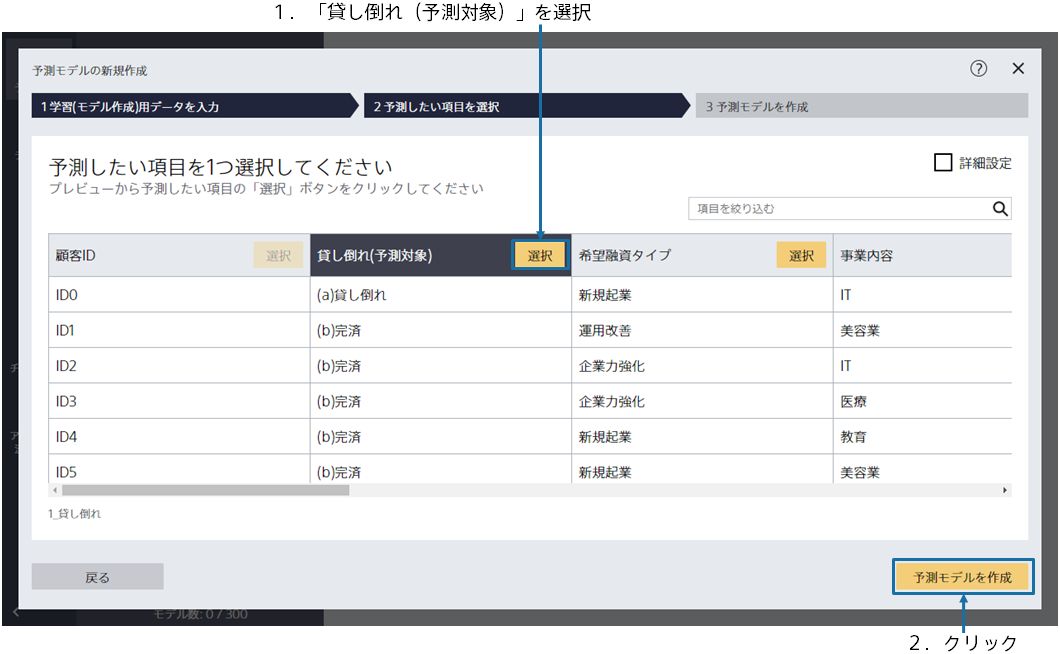 1．「貸し倒れ（予測対象）」を選択
予測モデルの新規作成
?
1 学習(モデル作成)用データを入力
2 予測したい項目を選択
3 予測モデルを作成
予測したい項目を1つ選択してください
詳細設定
プレビューから予測したい項目の「選択」ボタンをクリックしてください
項目を絞り込む
顧客ID 選択 貸し倒れ(予測対象) 選択 希望融資タイプ 選択 事業内容
ID0 (a)貸し倒れ 新規起業 IT
ID1 (b)完済 運用改善 美容業
ID2 (b)完済 企業力強化 IT
ID3 (b)完済 企業力強化 医療
ID4 (b)完済 新規起業 教育
ID5 (b)完済 新規起業 美容業
1_貸し倒れ
戻る
予測モデルを作成
モデル数: 0 / 300
2．クリック